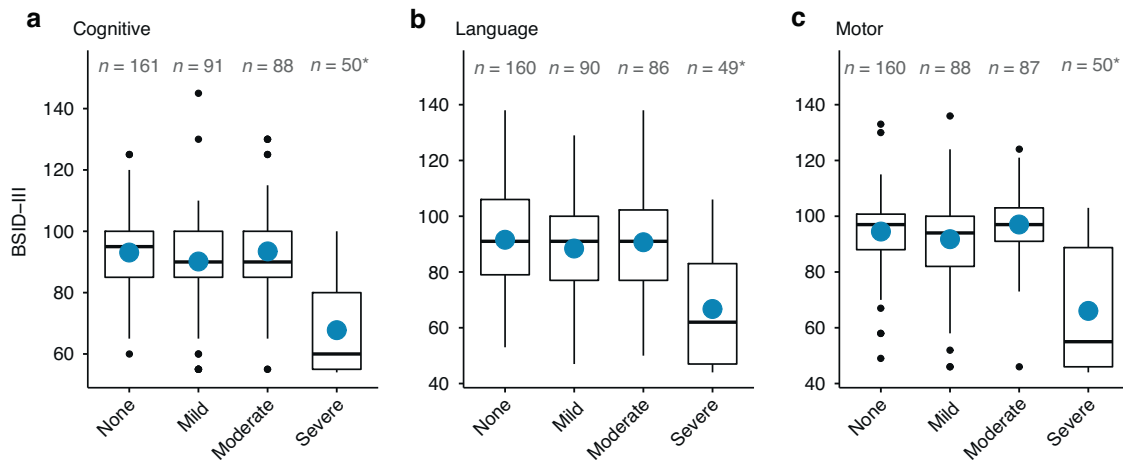 a Cognitive
n = 161 n = 91 n = 88 n = 50*
BSID–III
140
120
100
80
60
None Mild Moderate Severe
b Language
n = 160 n = 90 n = 86 n = 49*
140
120
100
80
60
40
None Mild Moderate Severe
c Motor
n = 160 n = 88 n = 87 n = 50*
140
120
100
80
60
40
None Mild Moderate Severe